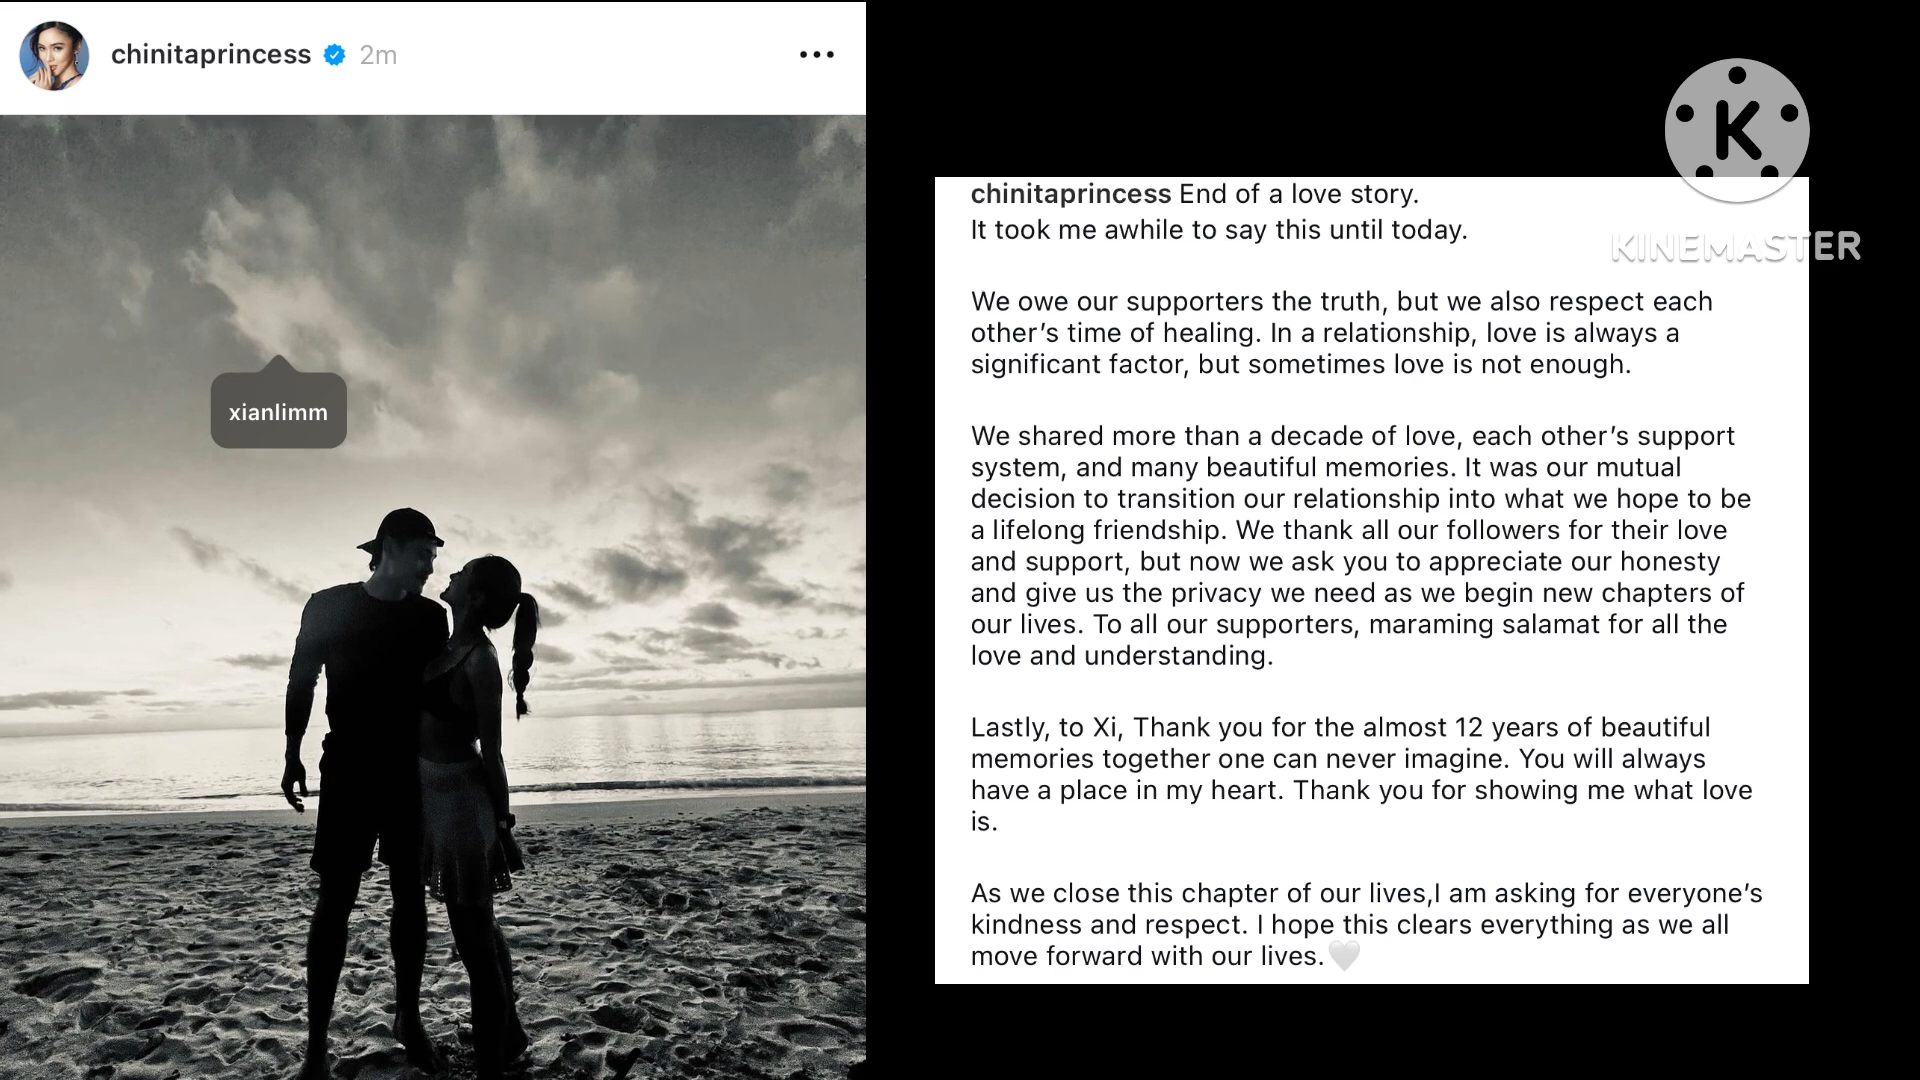 chinitaprincess 2m
xianlimm
K
KINEMASTER
chinitaprincess End of a love story.
It took me awhile to say this until today.
We owe our supporters the truth, but we also respect each
other’s time of healing. In a relationship, love is always a
significant factor, but sometimes love is not enough.
We shared more than a decade of love, each other’s support
system, and many beautiful memories. It was our mutual
decision to transition our relationship into what we hope to be
a lifelong friendship. We thank all our followers for their love
and support, but now we ask you to appreciate our honesty
and give us the privacy we need as we begin new chapters of
our lives. To all our supporters, maraming salamat for all the
love and understanding.
Lastly, to Xi, Thank you for the almost 12 years of beautiful
memories together one can never imagine. You will always
have a place in my heart. Thank you for showing me what love
is.
As we close this chapter of our lives,I am asking for everyone’s
kindness and respect. I hope this clears everything as we all
move forward with our lives.🤍